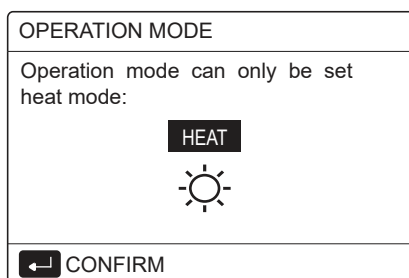 OPERATION MODE
Operation mode can only be set
heat mode:
HEAT
CONFIRM